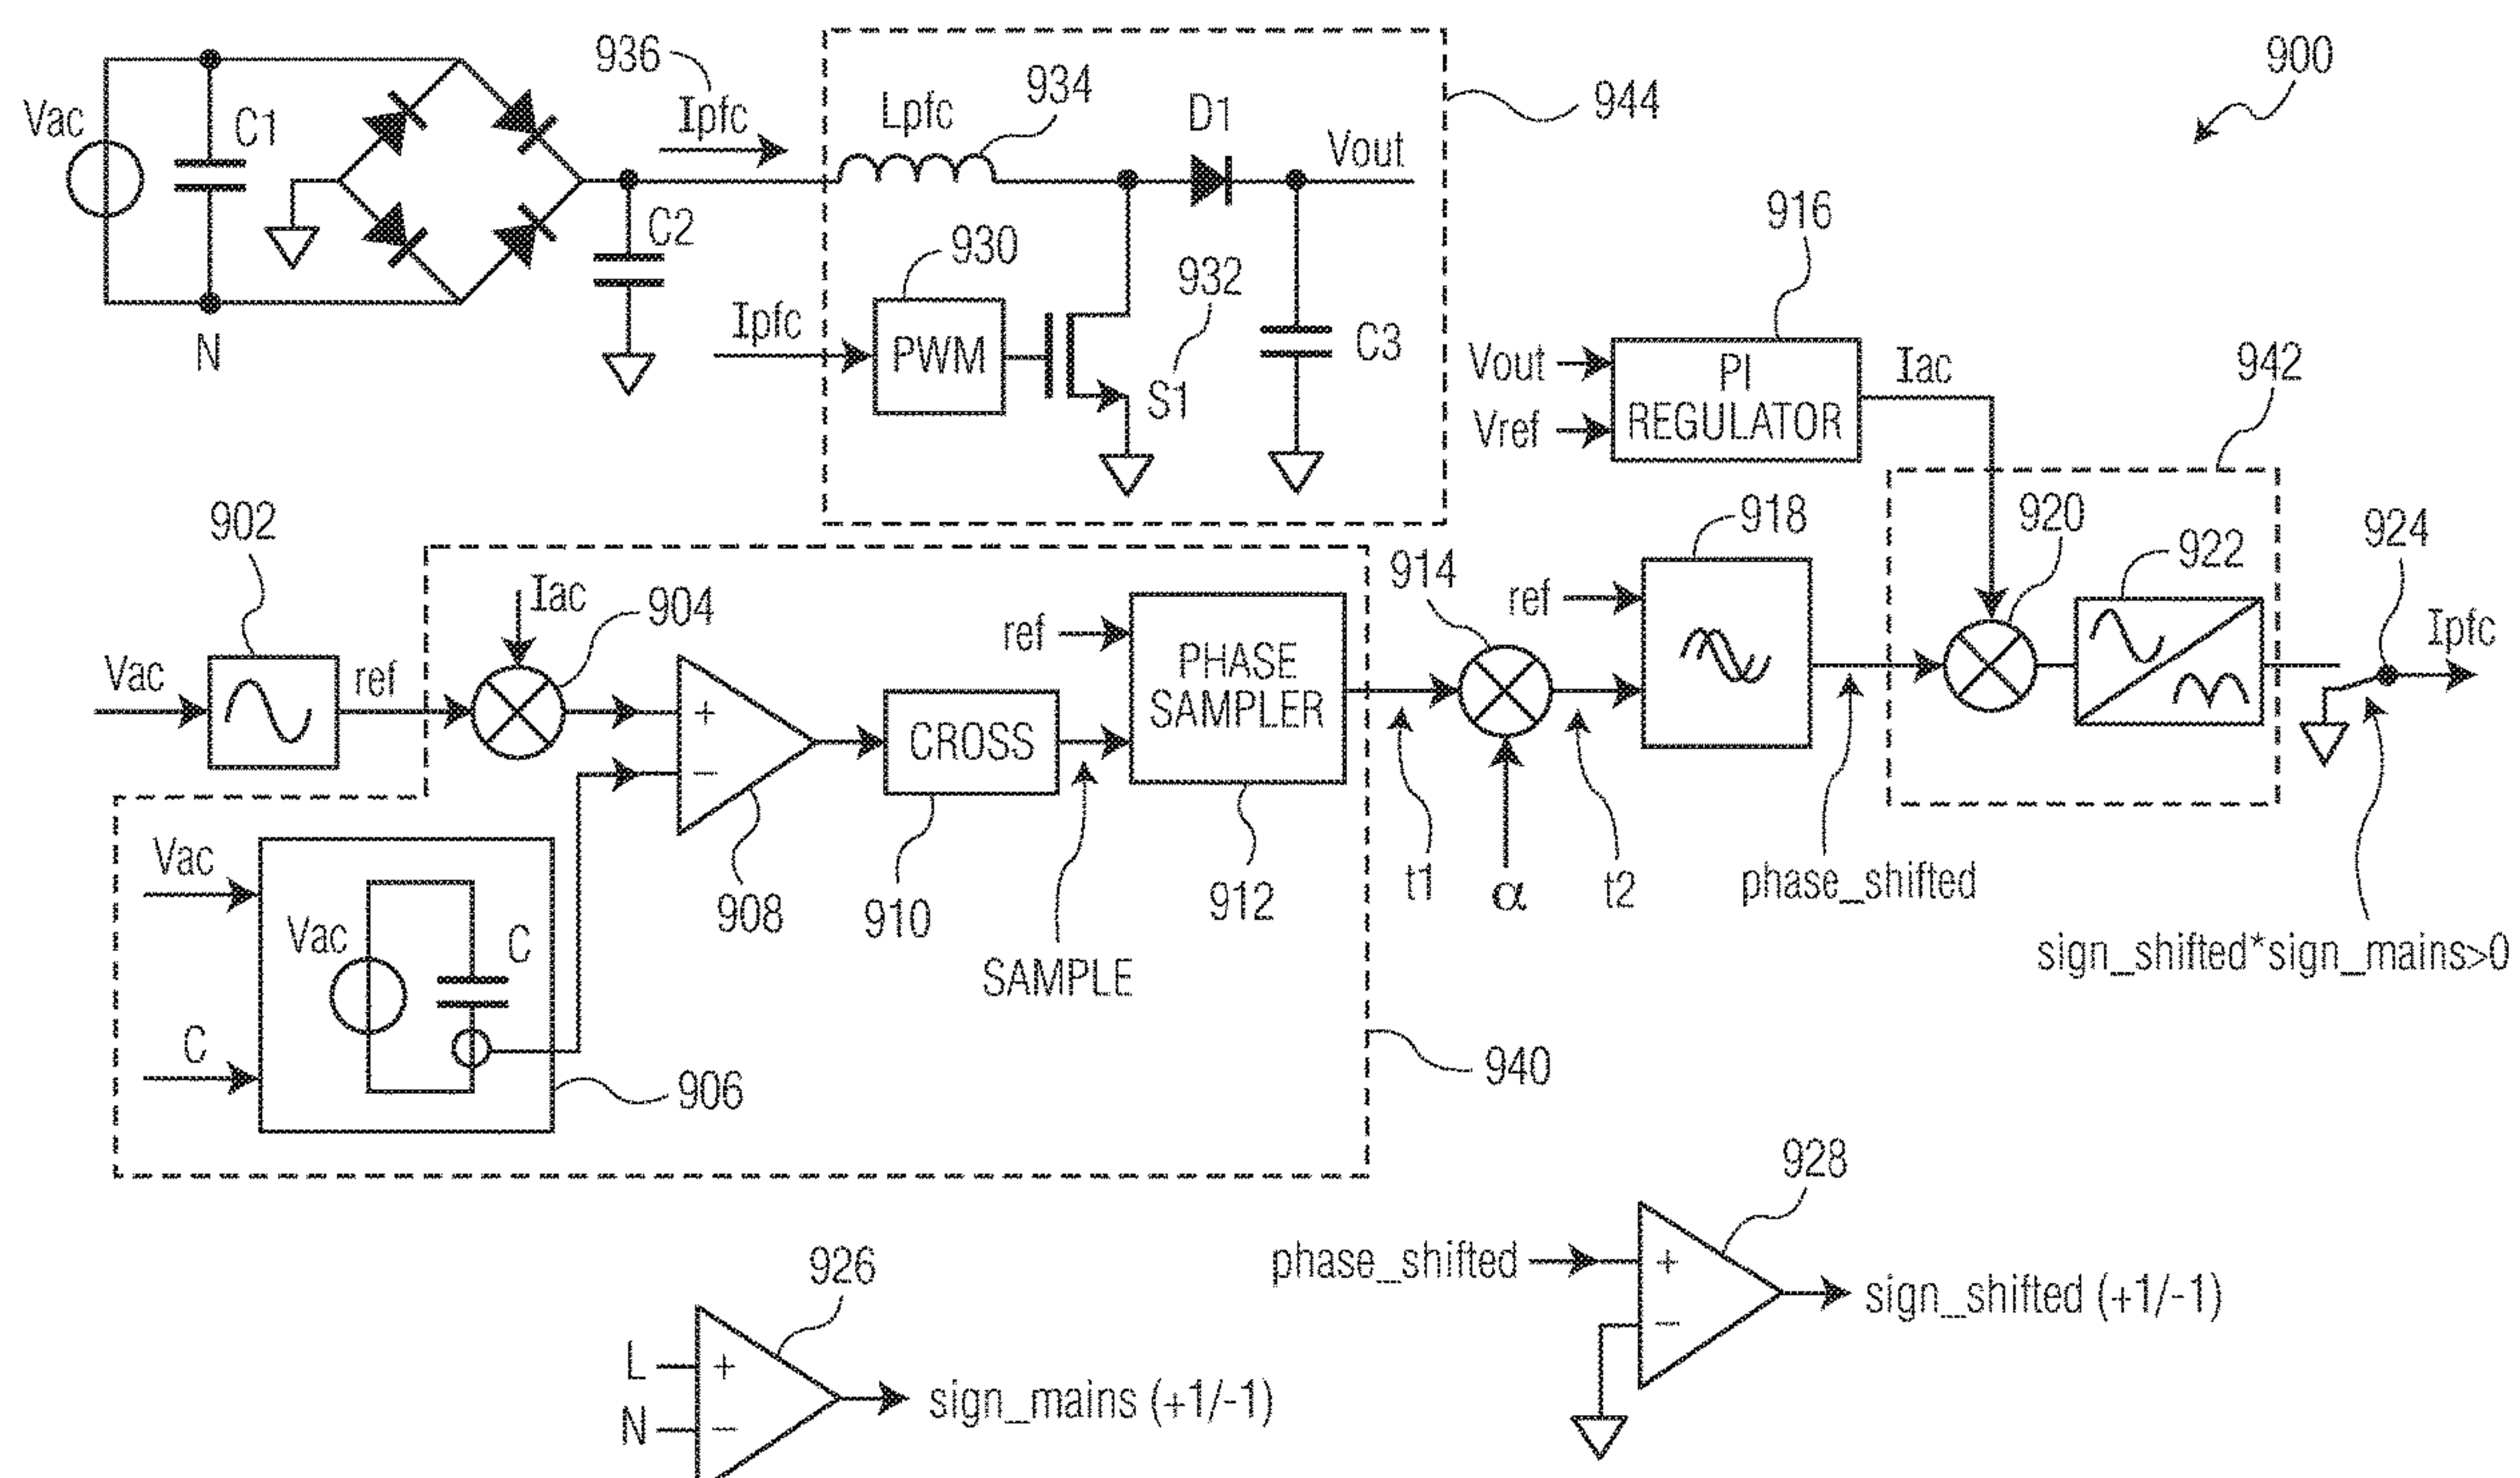 936
Ipfc
934
Lpfc
D1
Vout
944
900
Vac
C1
C2
N
930
932
Ipfc
PWM
S1
C3
916
Vout
Vref
PI
REGULATOR
Iac
942
902
Vac
ref
Iac
904
ref
PHASE
SAMPLER
914
ref
918
920
922
924
Ipfc
+
−
CROSS
908
910
SAMPLE
912
t1
α
t2
phase_shifted
sign_shifted*sign_mains>0
Vac
Vac
C
C
906
940
926
L
N
+
−
sign_mains (+1/-1)
928
phase_shifted
+
−
sign_shifted (+1/-1)